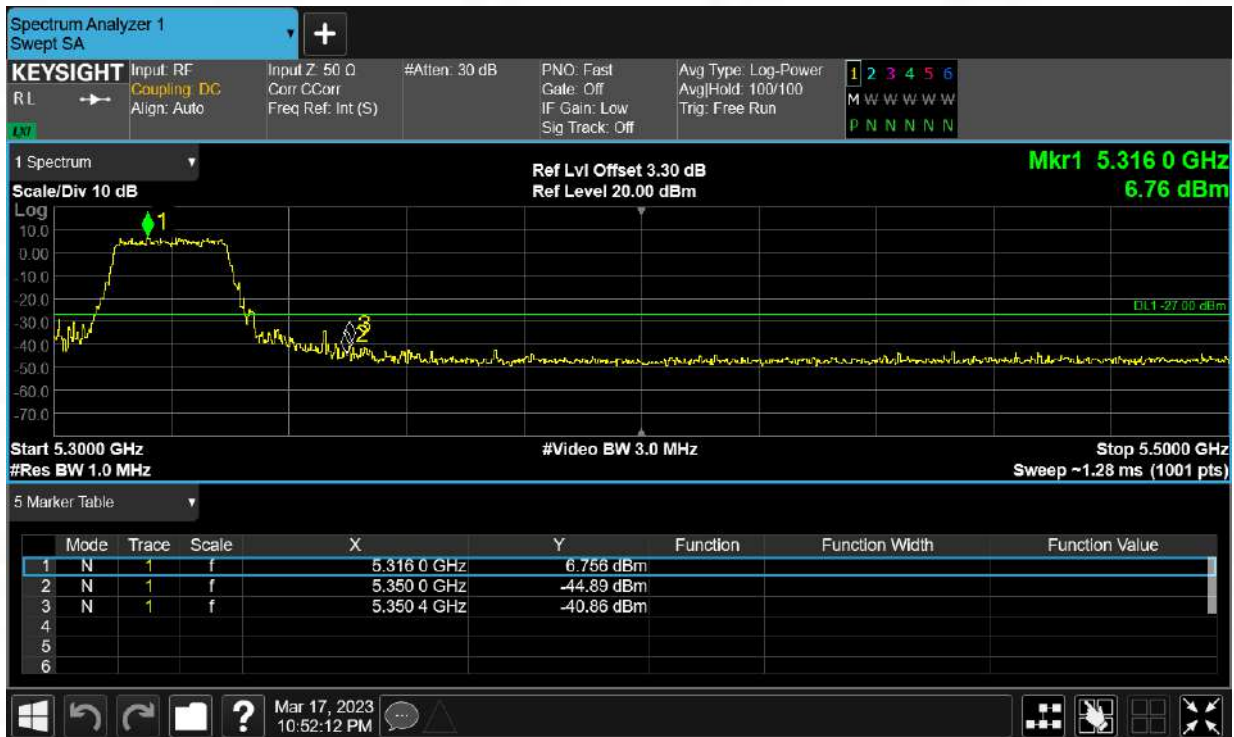 Spectrum Analyzer 1
Swept SA
+
KEYSIGHT Input: RF Input Z: 50 Ω #Atten: 30 dB PNO: Fast Avg Type: Log-Power 1 2 3 4 5 6
RL Coupling: DC Corr CCorr Gate: Off Avg|Hold: 100/100 M W W W W W
Align: Auto Freq Ref: Int (S) IF Gain: Low Trig: Free Run
LXI Sig Track: Off P N N N N N
1 Spectrum Ref Lvl Offset 3.30 dB Mkr1 5.316 0 GHz
Scale/Div 10 dB Ref Level 20.00 dBm 6.76 dBm
Log
1
10.0
0.00
-10.0
-20.0
DL1 -27.00 dBm
-30.0
3
2
-40.0
-50.0
-60.0
-70.0
Start 5.3000 GHz #Video BW 3.0 MHz Stop 5.5000 GHz
#Res BW 1.0 MHz Sweep ~1.28 ms (1001 pts)
5 Marker Table
Mode Trace Scale X Y Function Function Width Function Value
1 N 1 f 5.316 0 GHz 6.756 dBm
2 N 1 f 5.350 0 GHz -44.89 dBm
3 N 1 f 5.350 4 GHz -40.86 dBm
4
5
6
? Mar 17, 2023
10:52:12 PM